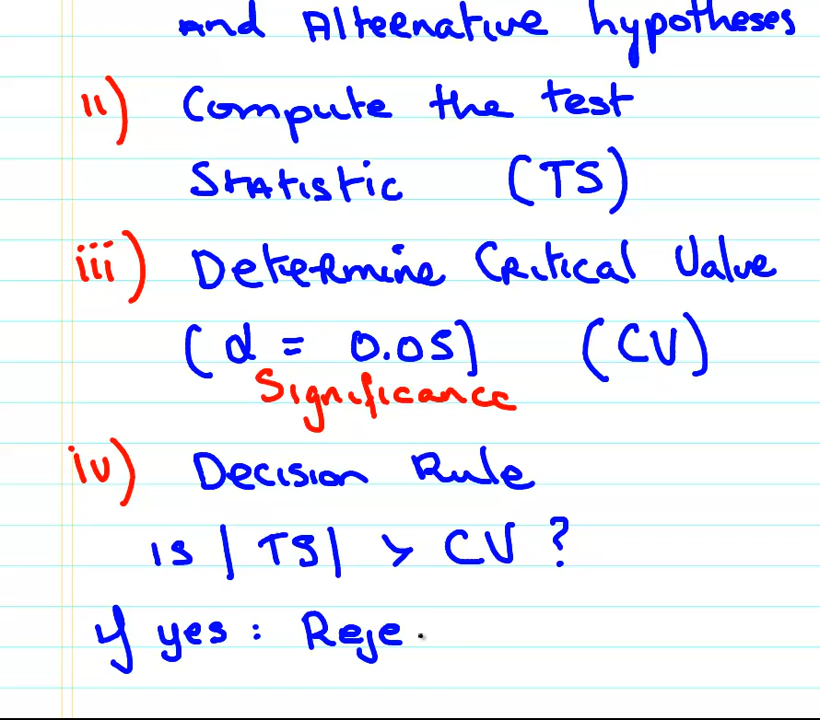 and Alternative hypotheses
ii) Compute the test
Statistic (TS)
iii) Determine Critical Value
(α = 0.05) (CV)
Significance
iv) Decision Rule
is |TS| > CV ?
If yes : Reje